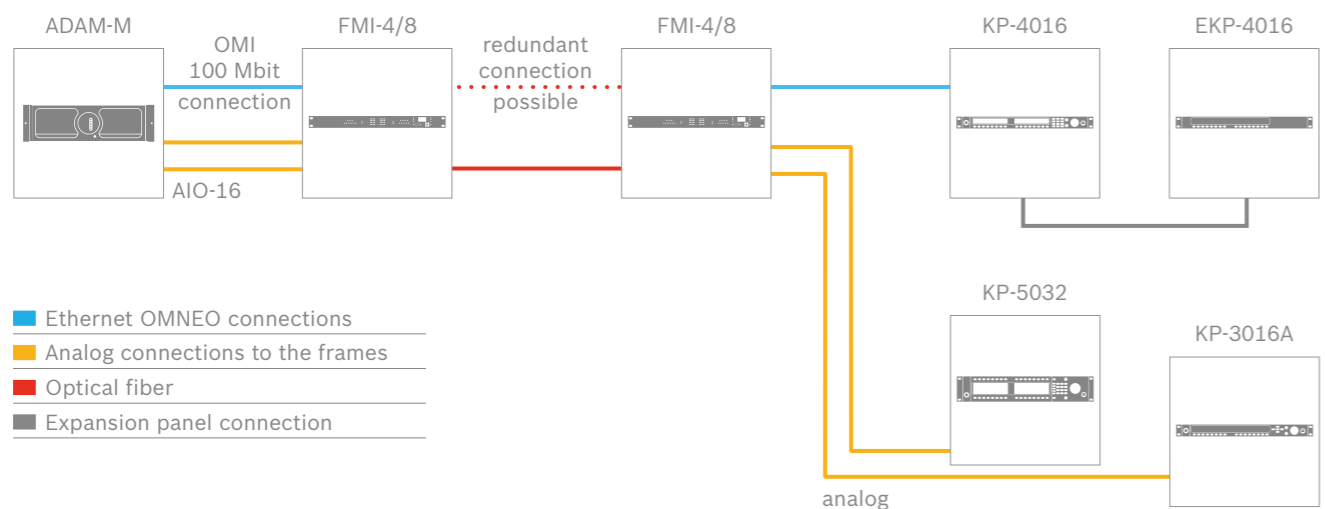 ADAM-M
FMI-4/8
FMI-4/8
KP-4016
EKP-4016
OMI
100 Mbit
connection
redundant
connection
possible
AIO-16
KP-5032
KP-3016A
Ethernet OMNEO connections
Analog connections to the frames
Optical fiber
Expansion panel connection
analog